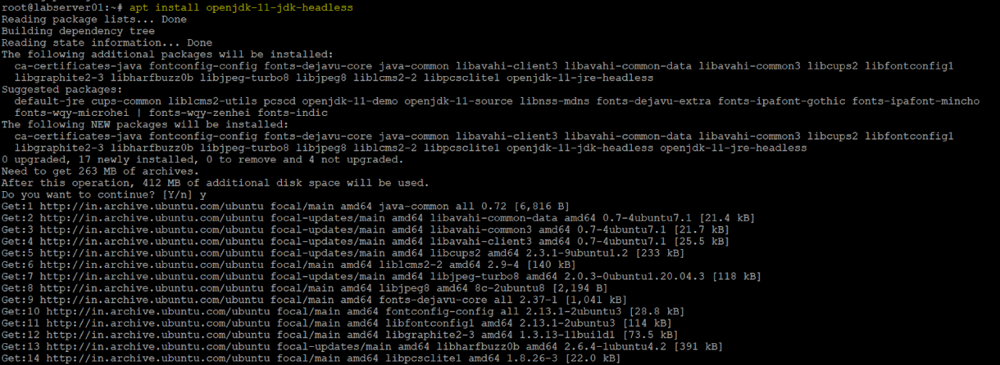 root@labserver01:~# apt install openjdk-11-jdk-headless
Reading package lists... Done
Building dependency tree
Reading state information... Done
The following additional packages will be installed:
  ca-certificates-java fontconfig-config fonts-dejavu-core java-common libavahi-client3 libavahi-common-data libavahi-common3 libcups2 libfontconfig1
  libgraphite2-3 libharfbuzz0b libjpeg-turbo8 libjpeg8 liblcms2-2 libpcsclite1 openjdk-11-jre-headless
Suggested packages:
  default-jre cups-common liblcms2-utils pcscd openjdk-11-demo openjdk-11-source libnss-mdns fonts-dejavu-extra fonts-ipafont-gothic fonts-ipafont-mincho
  fonts-wqy-microhei | fonts-wqy-zenhei fonts-indic
The following NEW packages will be installed:
  ca-certificates-java fontconfig-config fonts-dejavu-core java-common libavahi-client3 libavahi-common-data libavahi-common3 libcups2 libfontconfig1
  libgraphite2-3 libharfbuzz0b libjpeg-turbo8 libjpeg8 liblcms2-2 libpcsclite1 openjdk-11-jdk-headless openjdk-11-jre-headless
0 upgraded, 17 newly installed, 0 to remove and 4 not upgraded.
Need to get 263 MB of archives.
After this operation, 412 MB of additional disk space will be used.
Do you want to continue? [Y/n] y
Get:1 http://in.archive.ubuntu.com/ubuntu focal/main amd64 java-common all 0.72 [6,816 B]
Get:2 http://in.archive.ubuntu.com/ubuntu focal-updates/main amd64 libavahi-common-data amd64 0.7-4ubuntu7.1 [21.4 kB]
Get:3 http://in.archive.ubuntu.com/ubuntu focal-updates/main amd64 libavahi-common3 amd64 0.7-4ubuntu7.1 [21.7 kB]
Get:4 http://in.archive.ubuntu.com/ubuntu focal-updates/main amd64 libavahi-client3 amd64 0.7-4ubuntu7.1 [25.5 kB]
Get:5 http://in.archive.ubuntu.com/ubuntu focal-updates/main amd64 libcups2 amd64 2.3.1-9ubuntu1.2 [233 kB]
Get:6 http://in.archive.ubuntu.com/ubuntu focal/main amd64 liblcms2-2 amd64 2.9-4 [140 kB]
Get:7 http://in.archive.ubuntu.com/ubuntu focal-updates/main amd64 libjpeg-turbo8 amd64 2.0.3-0ubuntu1.20.04.3 [118 kB]
Get:8 http://in.archive.ubuntu.com/ubuntu focal/main amd64 libjpeg8 amd64 8c-2ubuntu8 [2,194 B]
Get:9 http://in.archive.ubuntu.com/ubuntu focal/main amd64 fonts-dejavu-core all 2.37-1 [1,041 kB]
Get:10 http://in.archive.ubuntu.com/ubuntu focal/main amd64 fontconfig-config all 2.13.1-2ubuntu3 [28.8 kB]
Get:11 http://in.archive.ubuntu.com/ubuntu focal/main amd64 libfontconfig1 amd64 2.13.1-2ubuntu3 [114 kB]
Get:12 http://in.archive.ubuntu.com/ubuntu focal/main amd64 libgraphite2-3 amd64 1.3.13-11build1 [73.5 kB]
Get:13 http://in.archive.ubuntu.com/ubuntu focal-updates/main amd64 libharfbuzz0b amd64 2.6.4-1ubuntu4.2 [391 kB]
Get:14 http://in.archive.ubuntu.com/ubuntu focal/main amd64 libpcsclite1 amd64 1.8.26-3 [22.0 kB]